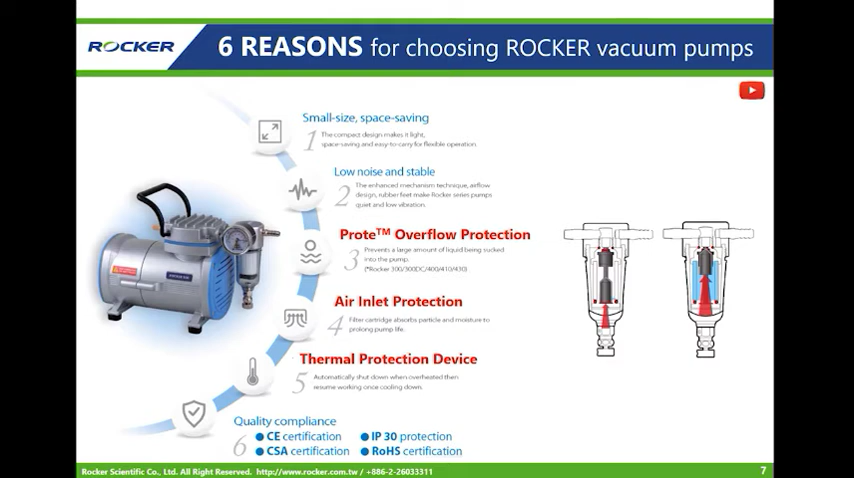 ROCKER
6 REASONS for choosing ROCKER vacuum pumps
Small-size, space-saving
1
The compact design makes it light,
space-saving and easy-to-carry for flexible operation.
Low noise and stable
2
The enhanced mechanism technique, airflow
design, rubber feet make Rocker series pumps
quiet and low vibration.
Prote™ Overflow Protection
3
Prevents a large amount of liquid being sucked
into the pump.
(*Rocker 300/300DC/400/410/430)
Air Inlet Protection
4
Filter cartridge absorbs particle and moisture to
prolong pump life.
Thermal Protection Device
5
Automatically shut down when overheated then
resume working once cooling down.
Quality compliance
6
● CE certification ● IP 30 protection
● CSA certification ● RoHS certification
Rocker Scientific Co., Ltd. All Right Reserved. http://www.rocker.com.tw / +886-2-26033311
7